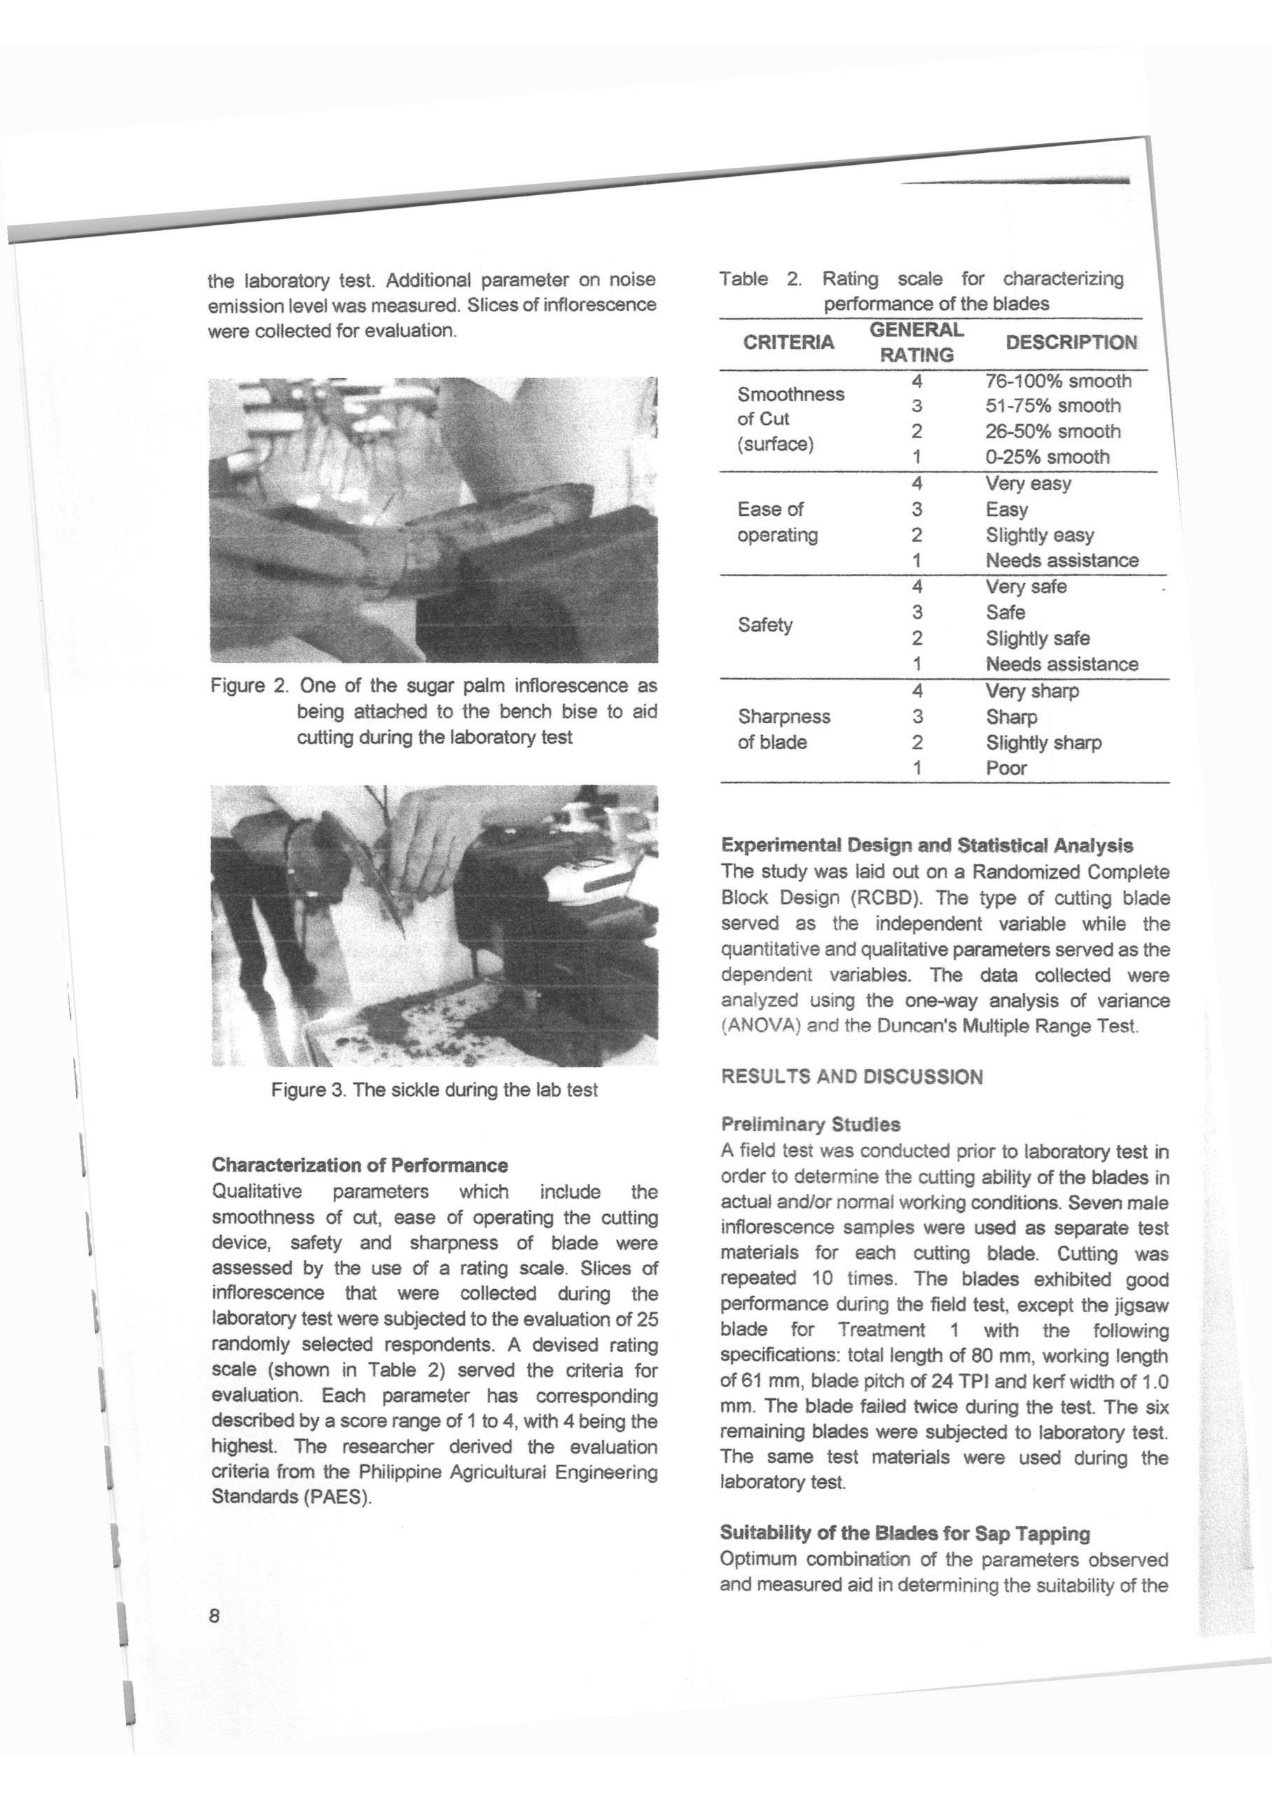 the laboratory test. Additional parameter on noise
emission level was measured. Slices of inflorescence
were collected for evaluation.
Figure 2. One of the sugar palm inflorescence as
being attached to the bench bise to aid
cutting during the laboratory test
Figure 3. The sickle during the lab test
Characterization of Performance
Qualitative parameters which include the
smoothness of cut, ease of operating the cutting
device, safety and sharpness of blade were
assessed by the use of a rating scale. Slices of
inflorescence that were collected during the
laboratory test were subjected to the evaluation of 25
randomly selected respondents. A devised rating
scale (shown in Table 2) served the criteria for
evaluation. Each parameter has corresponding
described by a score range of 1 to 4, with 4 being the
highest. The researcher derived the evaluation
criteria from the Philippine Agricultural Engineering
Standards (PAES).
8
Table 2. Rating scale for characterizing
performance of the blades
CRITERIA GENERAL RATING DESCRIPTION
Smoothness of Cut (surface)
4 76-100% smooth
3 51-75% smooth
2 26-50% smooth
1 0-25% smooth
Ease of operating
4 Very easy
3 Easy
2 Slightly easy
1 Needs assistance
Safety
4 Very safe
3 Safe
2 Slightly safe
1 Needs assistance
Sharpness of blade
4 Very sharp
3 Sharp
2 Slightly sharp
1 Poor
Experimental Design and Statistical Analysis
The study was laid out on a Randomized Complete
Block Design (RCBD). The type of cutting blade
served as the independent variable while the
quantitative and qualitative parameters served as the
dependent variables. The data collected were
analyzed using the one-way analysis of variance
(ANOVA) and the Duncan's Multiple Range Test.
RESULTS AND DISCUSSION
Preliminary Studies
A field test was conducted prior to laboratory test in
order to determine the cutting ability of the blades in
actual and/or normal working conditions. Seven male
inflorescence samples were used as separate test
materials for each cutting blade. Cutting was
repeated 10 times. The blades exhibited good
performance during the field test, except the jigsaw
blade for Treatment 1 with the following
specifications: total length of 80 mm, working length
of 61 mm, blade pitch of 24 TPI and kerf width of 1.0
mm. The blade failed twice during the test. The six
remaining blades were subjected to laboratory test.
The same test materials were used during the
laboratory test.
Suitability of the Blades for Sap Tapping
Optimum combination of the parameters observed
and measured aid in determining the suitability of the